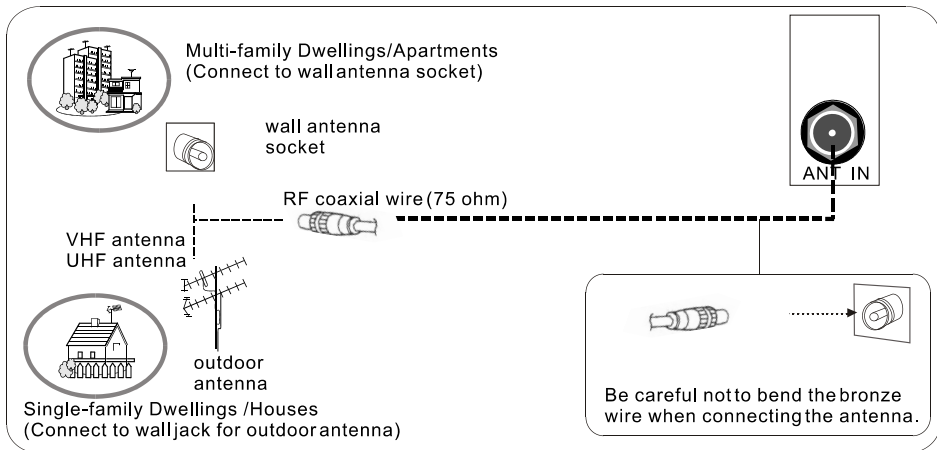 Multi-family Dwellings/Apartments
(Connect to wall antenna socket)
wall antenna
socket
ANT IN
RF coaxial wire (75 ohm)
VHF antenna
UHF antenna
outdoor
antenna
Single-family Dwellings /Houses
(Connect to wall jack for outdoor antenna)
Be careful not to bend the bronze
wire when connecting the antenna.